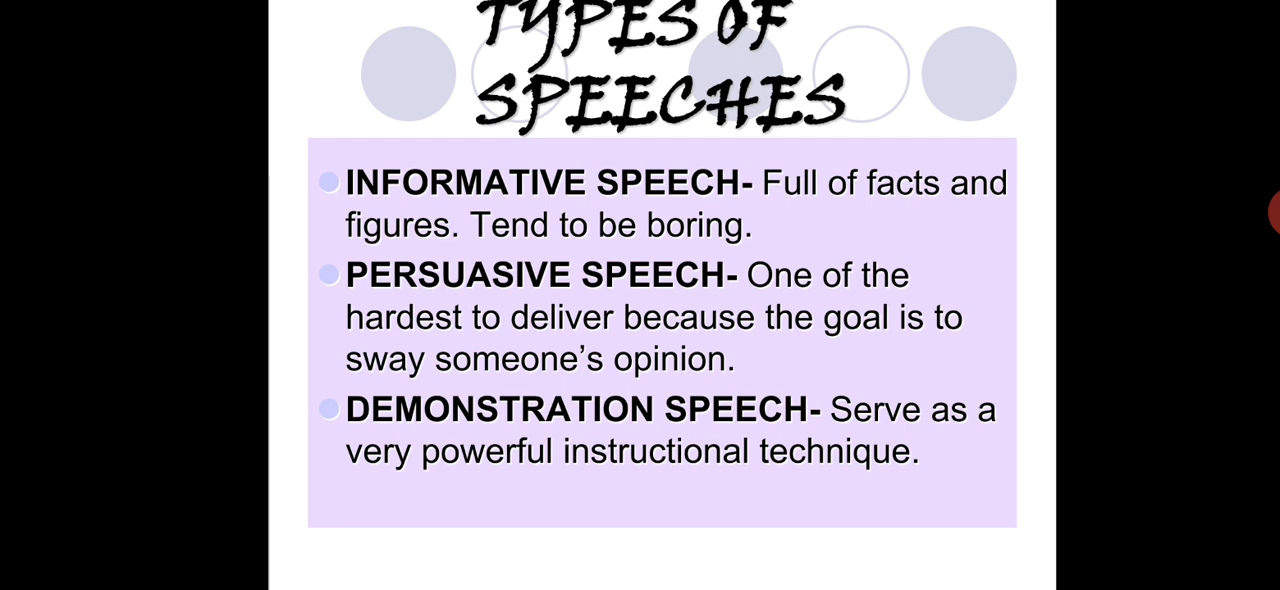 TYPES OF
SPEECHES
INFORMATIVE SPEECH- Full of facts and
figures. Tend to be boring.
PERSUASIVE SPEECH- One of the
hardest to deliver because the goal is to
sway someone’s opinion.
DEMONSTRATION SPEECH- Serve as a
very powerful instructional technique.